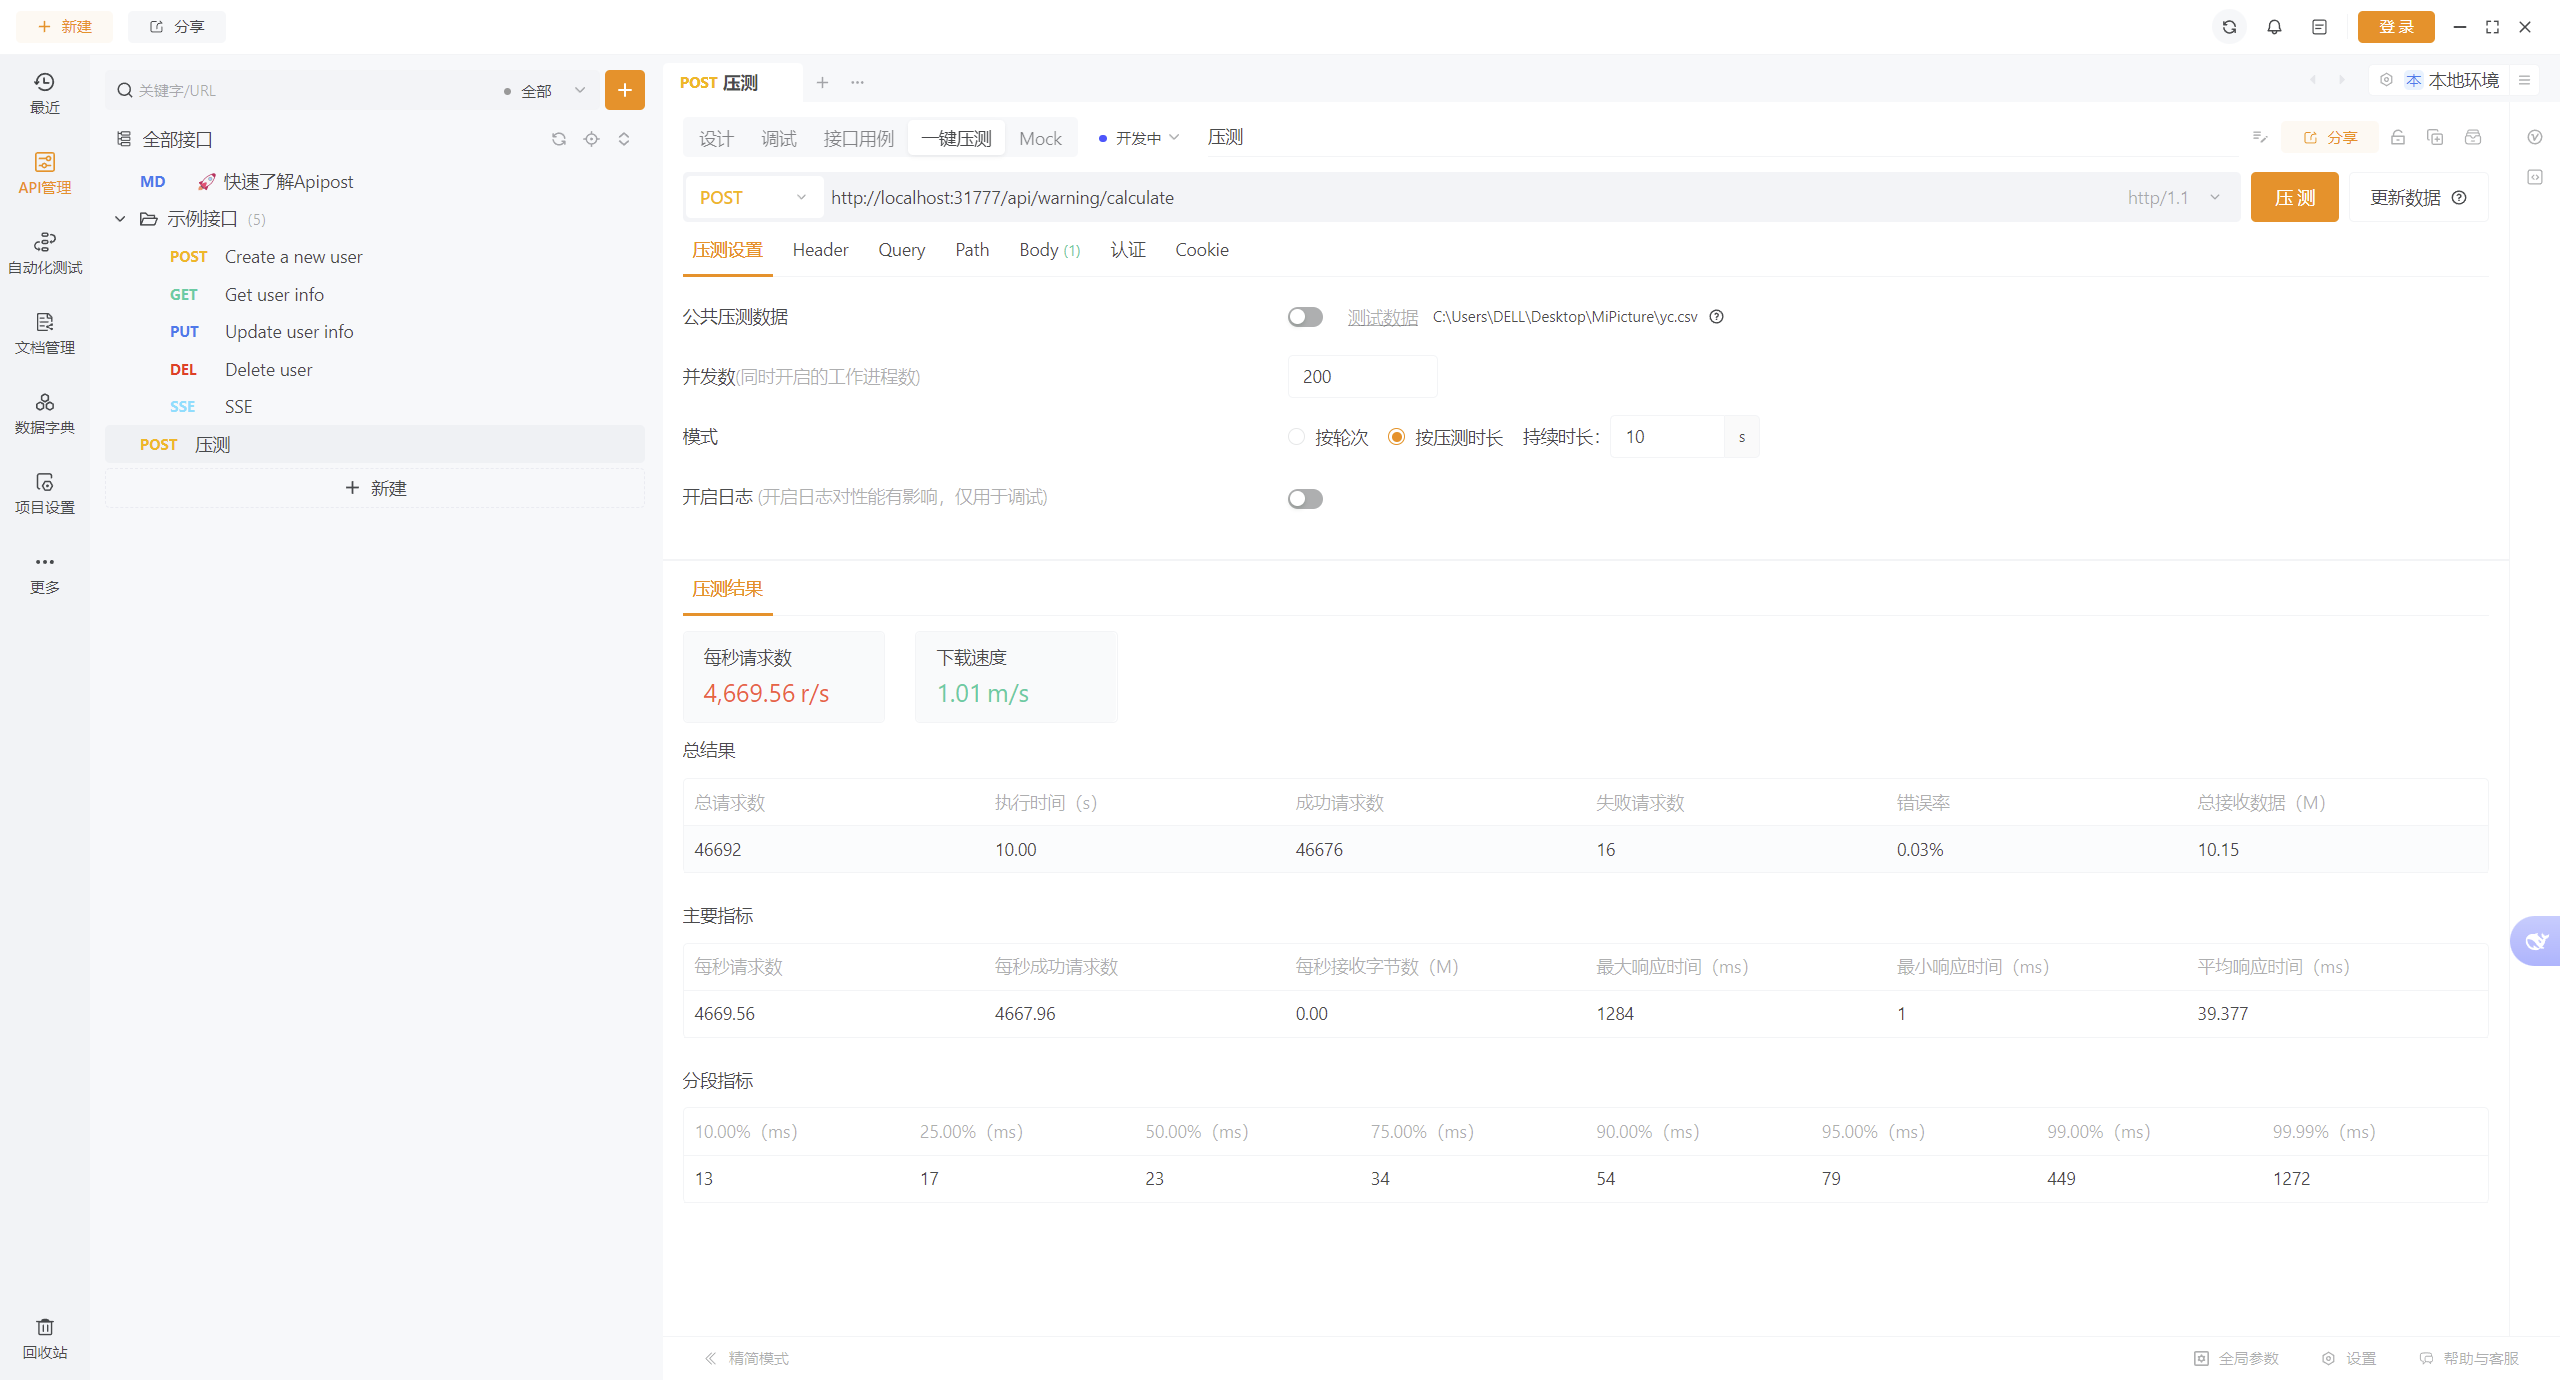 新建 分享 登 录
最近
API管理
自动化测试
文档管理
数据字典
项目设置
更多
回收站
关键字/URL 全部
全部接口
MD 🚀 快速了解Apipost
示例接口 (5)
POST Create a new user
GET Get user info
PUT Update user info
DEL Delete user
SSE SSE
POST 压测
新建
POST 压测
本 本地环境
设计 调试 接口用例 一键压测 Mock 开发中 压测 分享
POST http://localhost:31777/api/warning/calculate http/1.1 压 测 更新数据
压测设置 Header Query Path Body (1) 认证 Cookie
公共压测数据 测试数据 C:\Users\DELL\Desktop\MiPicture\yc.csv
并发数(同时开启的工作进程数) 200
模式 按轮次 按压测时长 持续时长： 10 s
开启日志 (开启日志对性能有影响，仅用于调试)
压测结果
每秒请求数 下载速度
4,669.56 r/s 1.01 m/s
总结果
总请求数 执行时间（s） 成功请求数 失败请求数 错误率 总接收数据（M）
46692 10.00 46676 16 0.03% 10.15
主要指标
每秒请求数 每秒成功请求数 每秒接收字节数（M） 最大响应时间（ms） 最小响应时间（ms） 平均响应时间（ms）
4669.56 4667.96 0.00 1284 1 39.377
分段指标
10.00%（ms） 25.00%（ms） 50.00%（ms） 75.00%（ms） 90.00%（ms） 95.00%（ms） 99.00%（ms） 99.99%（ms）
13 17 23 34 54 79 449 1272
精简模式 全局参数 设置 帮助与客服